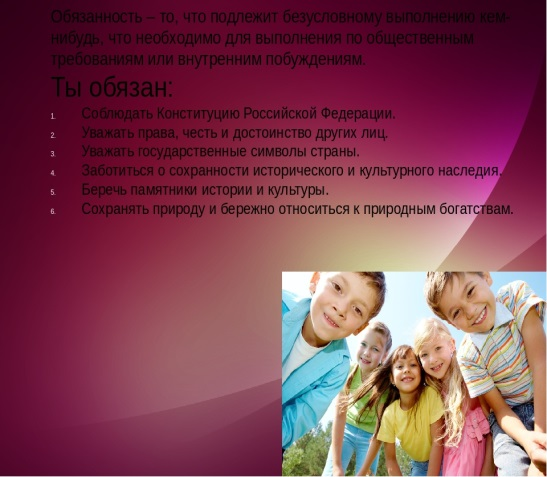 Обязанность – то, что подлежит безусловному выполнению кем-
нибудь, что необходимо для выполнения по общественным
требованиям или внутренним побуждениям.
Ты обязан:
1. Соблюдать Конституцию Российской Федерации.
2. Уважать права, честь и достоинство других лиц.
3. Уважать государственные символы страны.
4. Заботиться о сохранности исторического и культурного наследия.
5. Беречь памятники истории и культуры.
6. Сохранять природу и бережно относиться к природным богатствам.